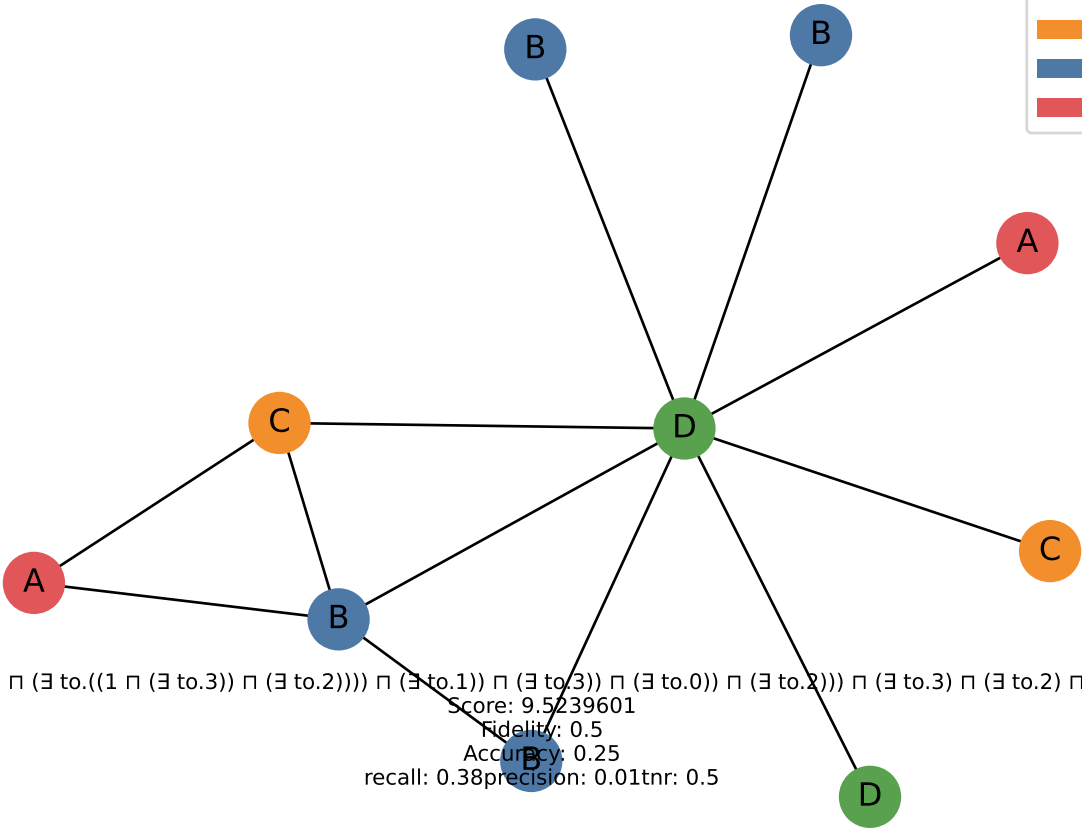 B
B
A
C
D
C
A
B
⊓ (∃ to.((1 ⊓ (∃ to.3)) ⊓ (∃ to.2)))) ⊓ (∃ to.1)) ⊓ (∃ to.3)) ⊓ (∃ to.0)) ⊓ (∃ to.2))) ⊓ (∃ to.3) ⊓ (∃ to.2) ⊓
Score: 9.5239601
Fidelity: 0.5
Accuracy: 0.25
B
recall: 0.38precision: 0.01tnr: 0.5
D